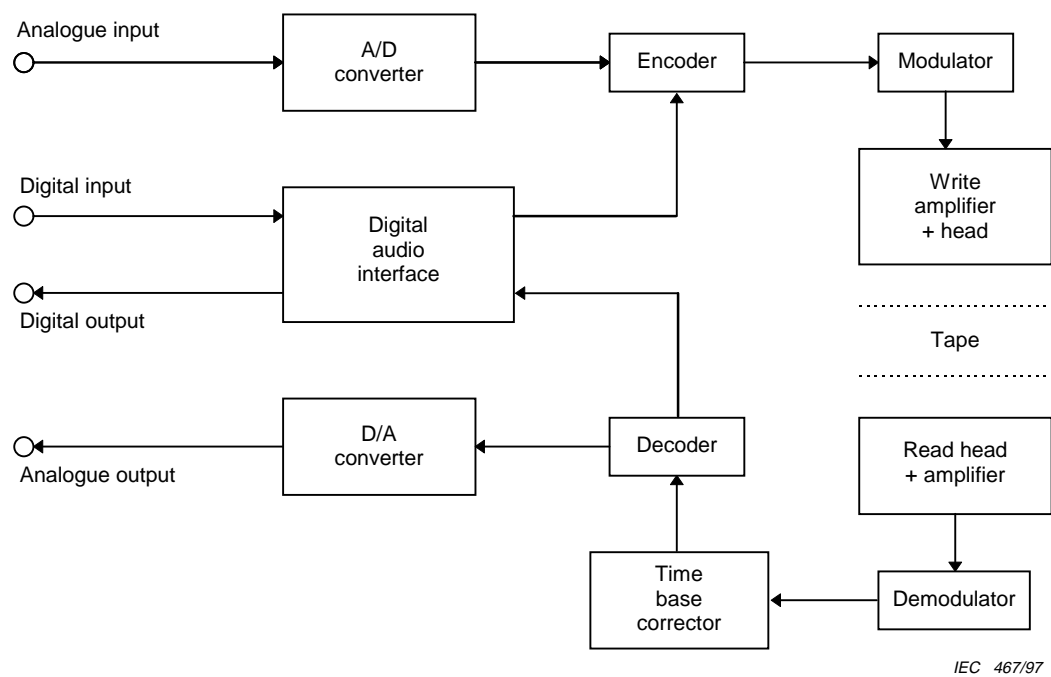 Analogue input
A/D
converter
Encoder
Modulator
Digital input
Digital
audio
interface
Write
amplifier
+ head
Digital output
Tape
Analogue output
D/A
converter
Decoder
Read head
+ amplifier
Time
base
corrector
Demodulator
IEC 467/97